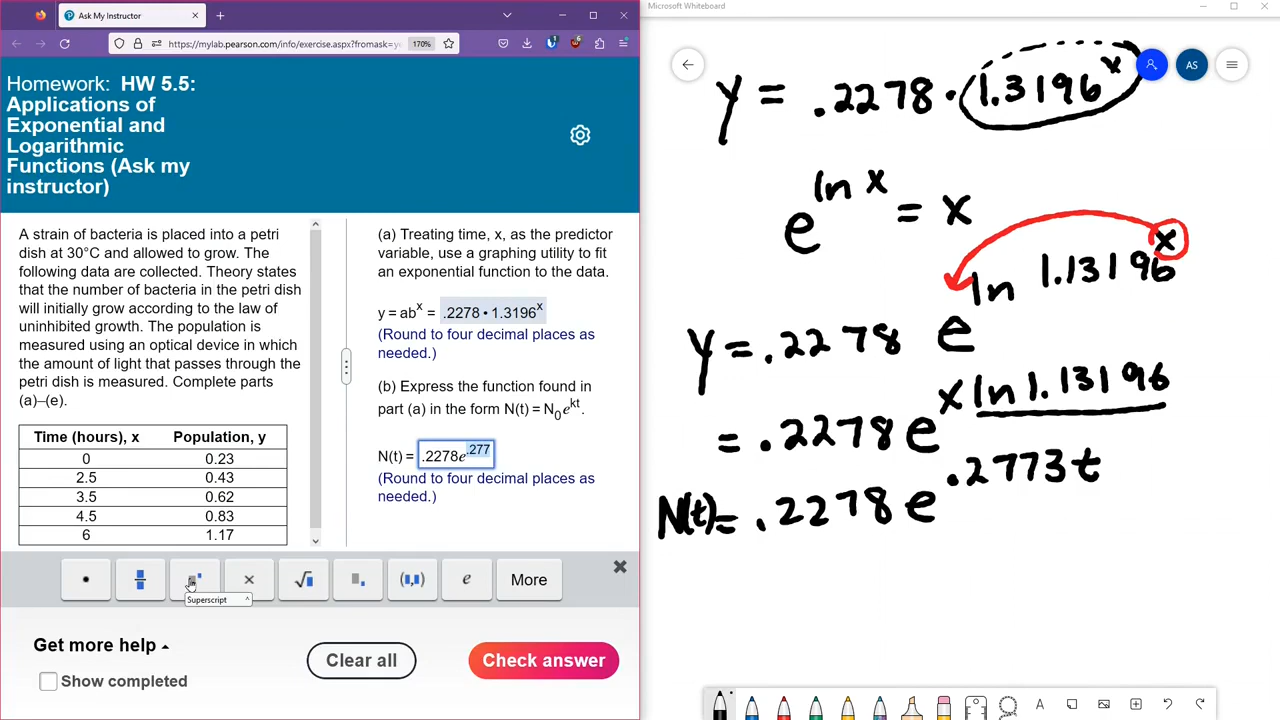 Ask My Instructor
https://mylab.pearson.com/info/exercise.aspx?fromask=ye
170%
Homework: HW 5.5:
Applications of
Exponential and
Logarithmic
Functions (Ask my
instructor)
A strain of bacteria is placed into a petri
dish at 30°C and allowed to grow. The
following data are collected. Theory states
that the number of bacteria in the petri dish
will initially grow according to the law of
uninhibited growth. The population is
measured using an optical device in which
the amount of light that passes through the
petri dish is measured. Complete parts
(a)–(e).
Time (hours), x Population, y
0 0.23
2.5 0.43
3.5 0.62
4.5 0.83
6 1.17
(a) Treating time, x, as the predictor
variable, use a graphing utility to fit
an exponential function to the data.
y = ab^x = .2278 • 1.3196^x
(Round to four decimal places as
needed.)
(b) Express the function found in
part (a) in the form N(t) = N₀e^kt.
N(t) = .2278e^.277
(Round to four decimal places as
needed.)
e More
Superscript ^
Get more help
Clear all
Check answer
Show completed
Microsoft Whiteboard
AS
y = .2278 · 1.3196^x
e^ln x = x
ln 1.13196^x
y = .2278 e
x ln 1.13196
= .2278 e
.2773t
N(t) = .2278 e
A